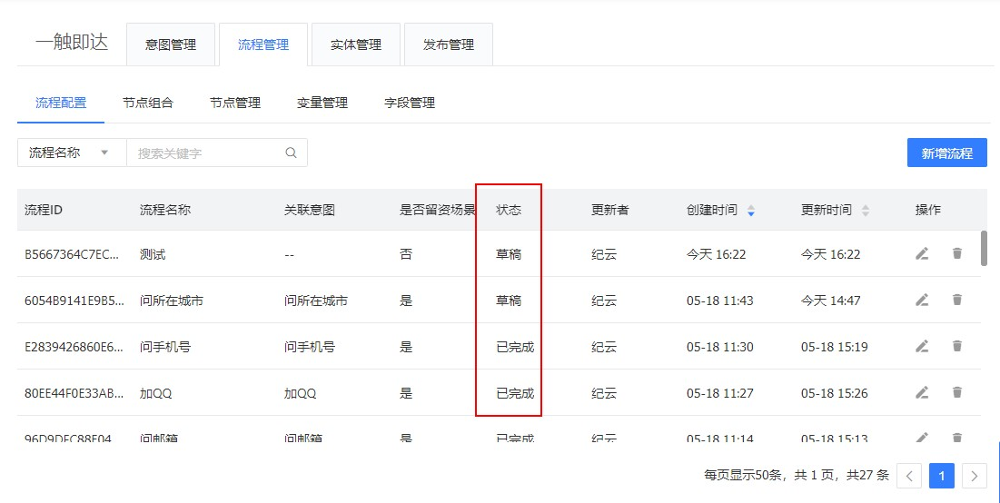 一触即达 意图管理 流程管理 实体管理 发布管理
流程配置 节点组合 节点管理 变量管理 字段管理
流程名称 搜索关键字 新增流程
流程ID 流程名称 关联意图 是否留资场景 状态 更新者 创建时间 更新时间 操作
B5667364C7EC... 测试 -- 否 草稿 纪云 今天 16:22 今天 16:22
6054B9141E9B5... 问所在城市 问所在城市 是 草稿 纪云 05-18 11:43 今天 14:47
E2839426860E6... 问手机号 问手机号 是 已完成 纪云 05-18 11:30 05-18 15:19
80EE44F0E33AB... 加QQ 加QQ 是 已完成 纪云 05-18 11:27 05-18 15:26
96D9DFC88F04 问邮箱 问邮箱 是 已完成 纪云 05-18 11:14 05-18 15:13
每页显示50条，共 1 页，共27 条 1